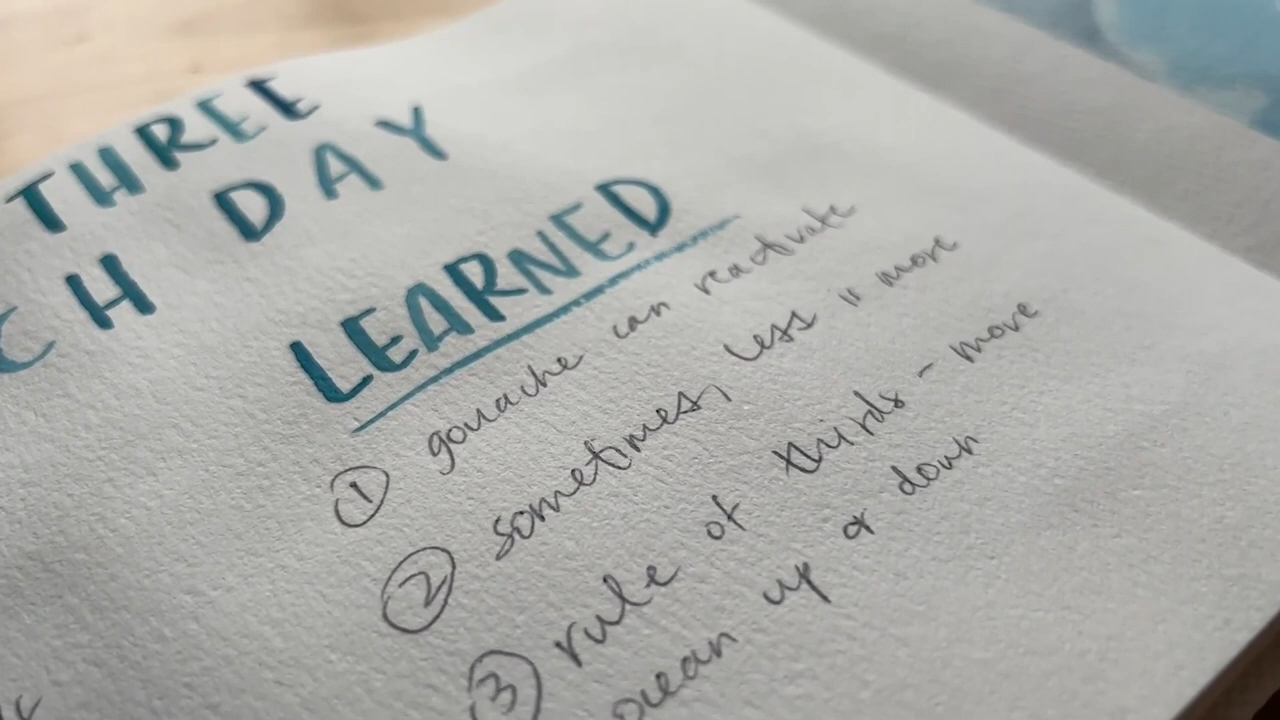 THREE
CH DAY
LEARNED
① gouache can reactivate
② sometimes, less is more
③ rule of thirds - more
ocean up or down